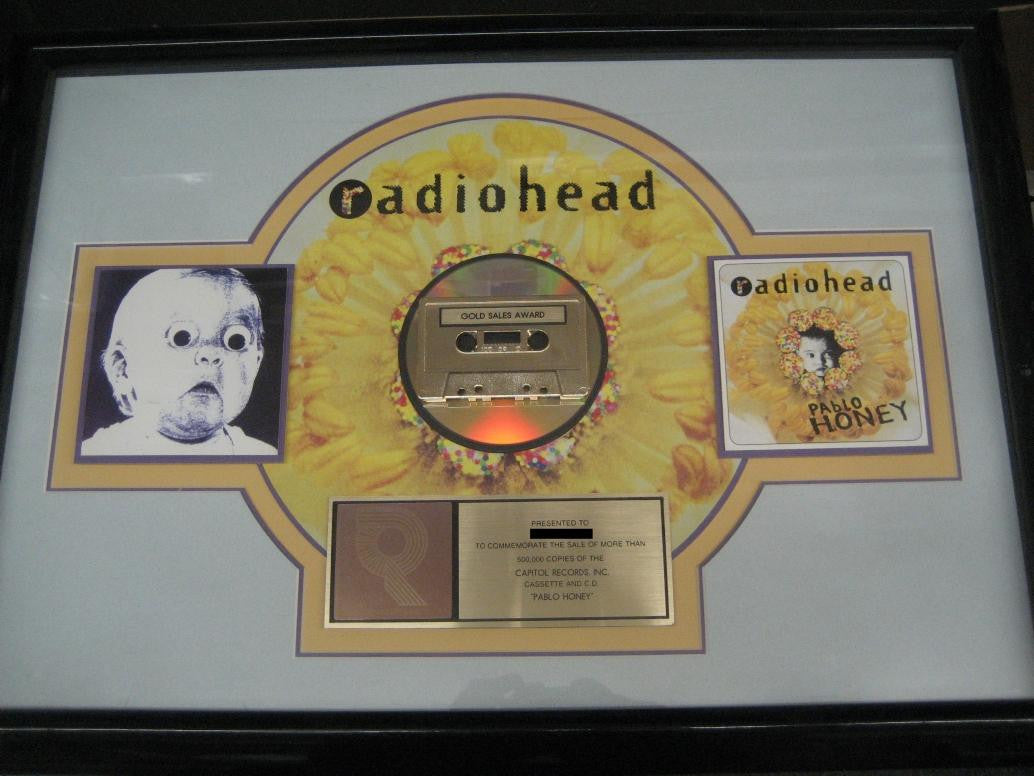 radiohead
GOLD SALES AWARD
radiohead
PABLO
HONEY
PRESENTED TO
TO COMMEMORATE THE SALE OF MORE THAN
500,000 COPIES OF THE
CAPITOL RECORDS, INC.
CASSETTE AND C.D.
"PABLO HONEY"